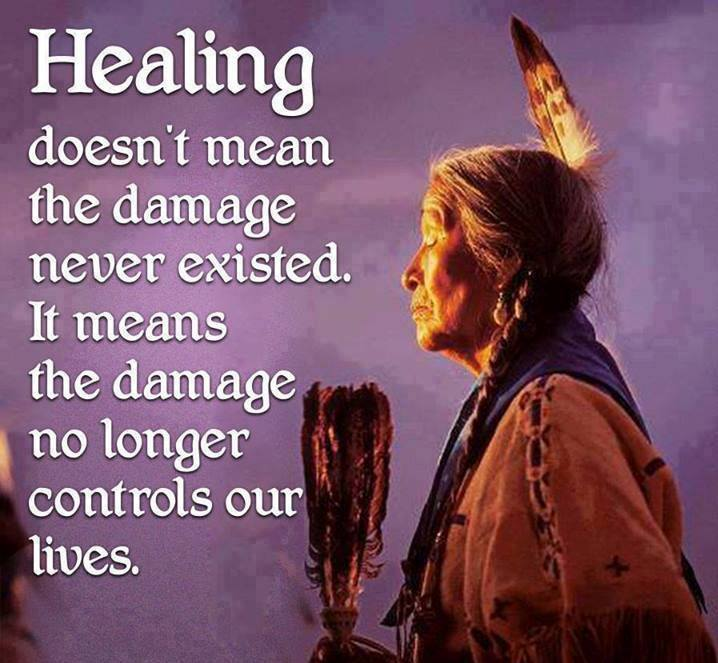 Healing
doesn't mean
the damage
never existed.
It means
the damage
no longer
controls our
lives.